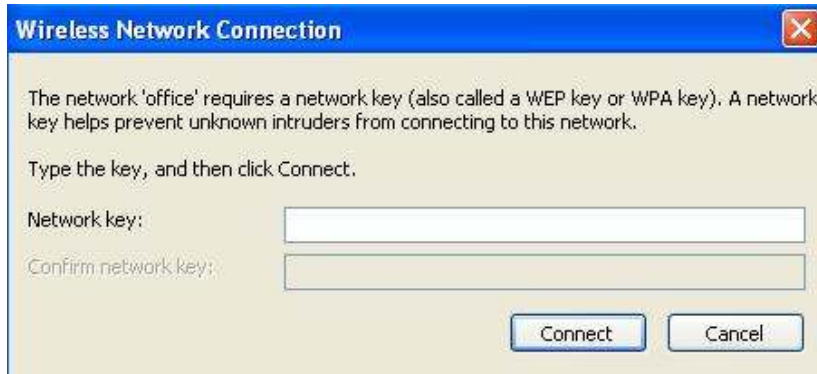 Wireless Network Connection
The network 'office' requires a network key (also called a WEP key or WPA key). A network
key helps prevent unknown intruders from connecting to this network.
Type the key, and then click Connect.
Network key:
Confirm network key:
Connect Cancel